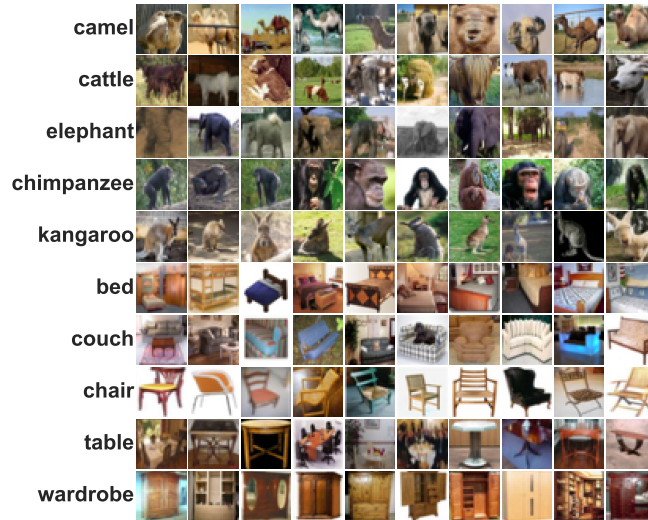 camel
cattle
elephant
chimpanzee
kangaroo
bed
couch
chair
table
wardrobe